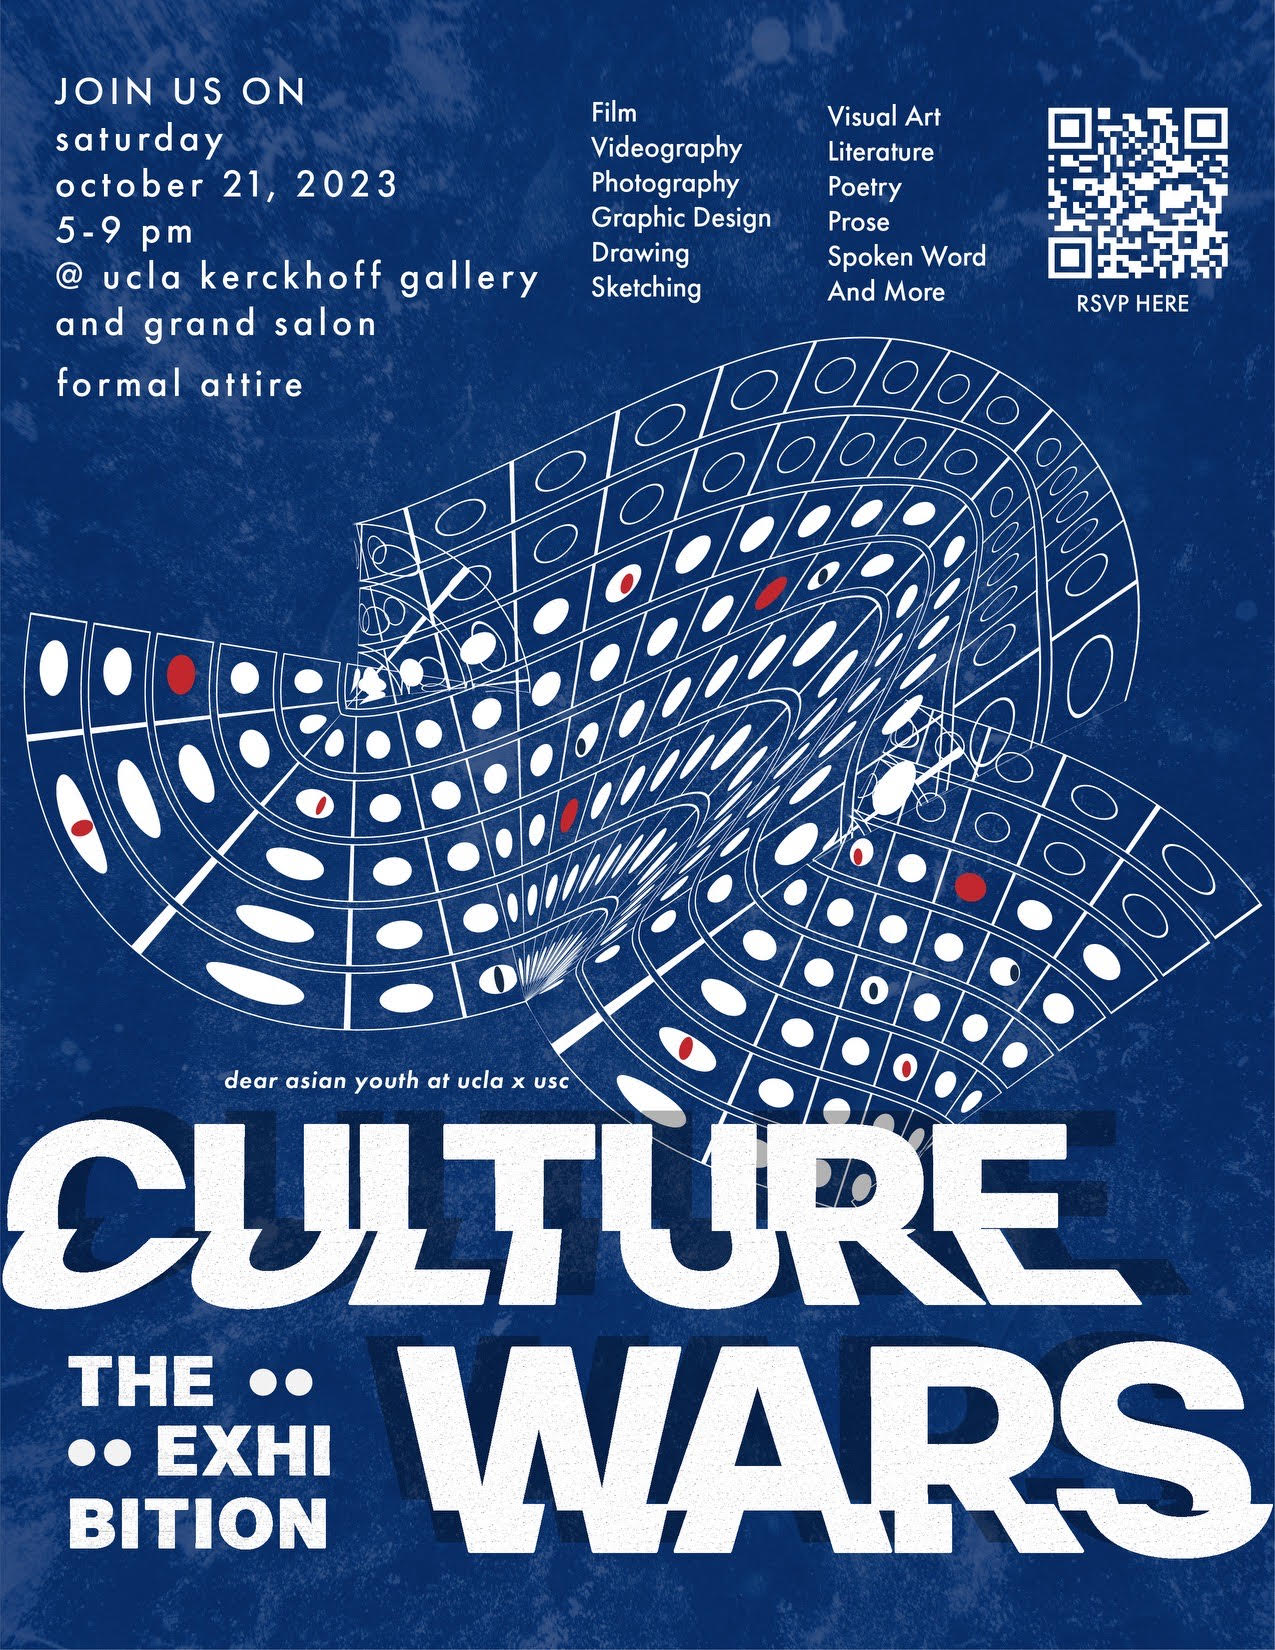 JOIN US ON
saturday
october 21, 2023
5-9 pm
@ ucla kerckhoff gallery
and grand salon
formal attire
Film
Videography
Photography
Graphic Design
Drawing
Sketching
Visual Art
Literature
Poetry
Prose
Spoken Word
And More
RSVP HERE
dear asian youth at ucla x usc
CULTURE
WARS
THE
EXHI
BITION